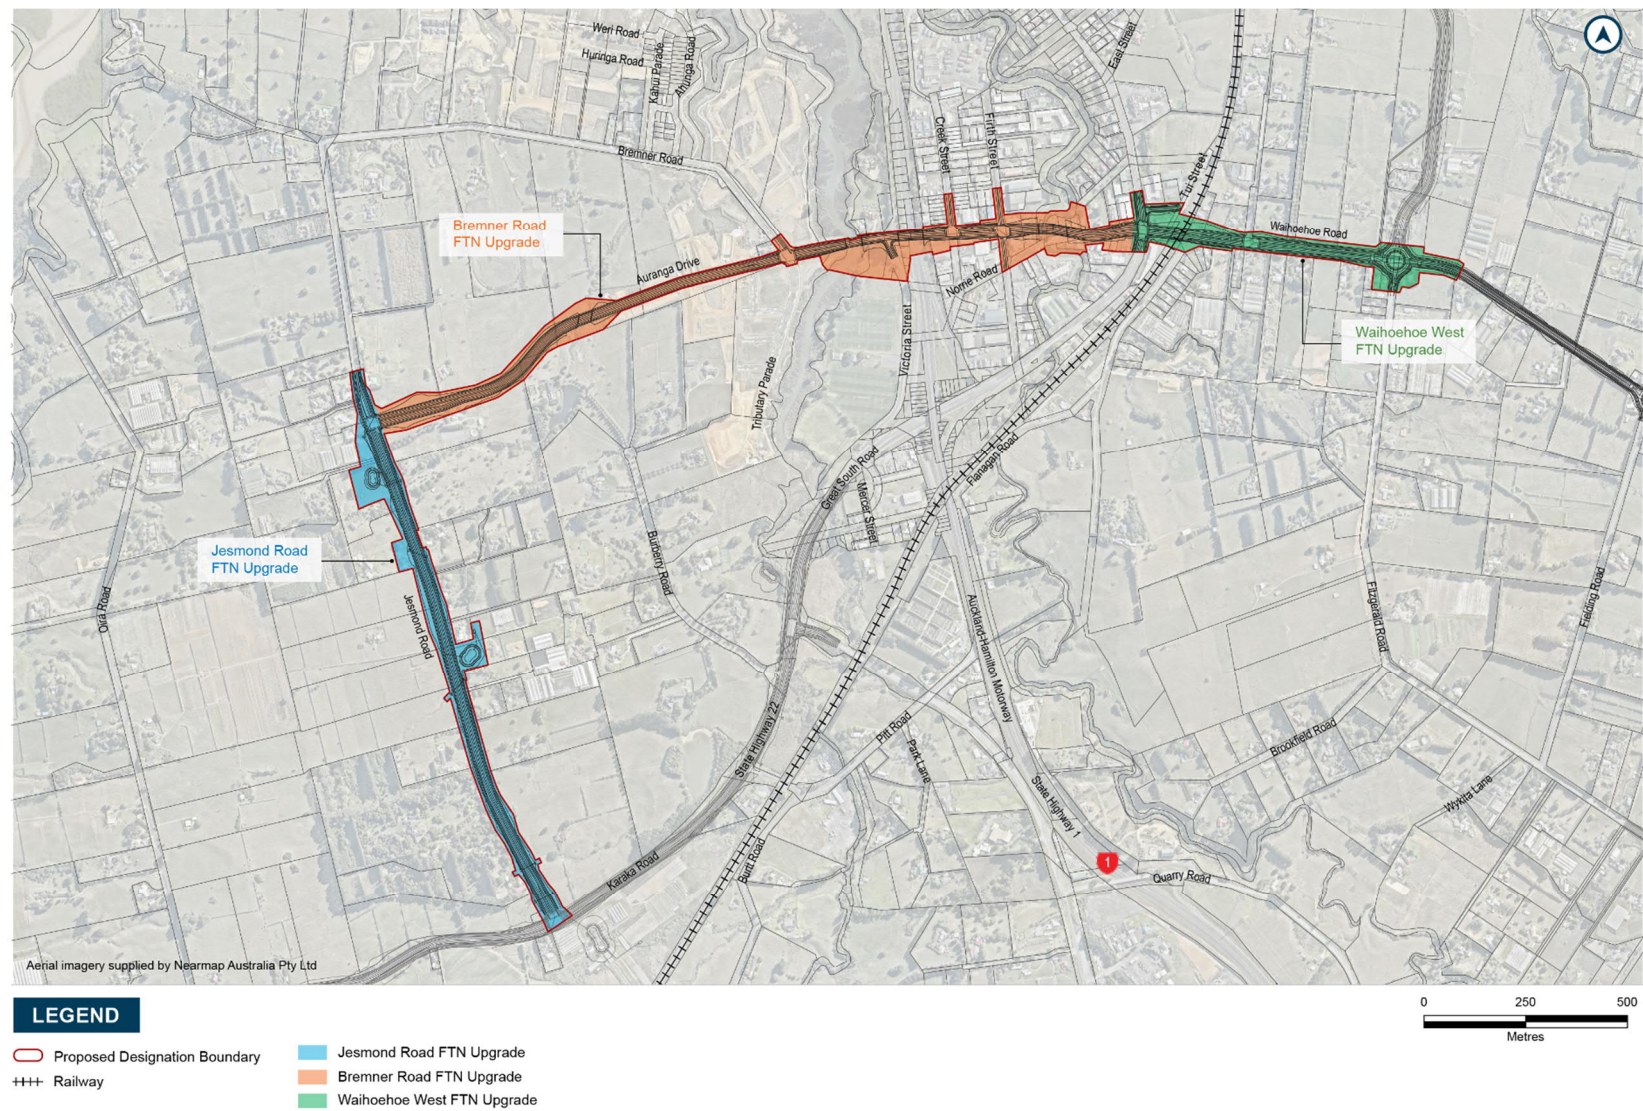 Weri Road
Huringa Road
Kahui Parade
Ahunga Road
East Street
Bremner Road
Creek Street
Firth Street
Tui Street
Bremner Road
FTN Upgrade
Waihoehoe Road
Auranga Drive
Norrie Road
Victoria Street
Waihoehoe West
FTN Upgrade
Tributary Parade
Great South Road
Flanagan Road
Mercer Street
Jesmond Road
FTN Upgrade
Burberry Road
Oira Road
Jesmond Road
Fitzgerald Road
Fielding Road
Auckland-Hamilton Motorway
State Highway 22
Pitt Road
Park Lane
Brookfield Road
Wykita Lane
State Highway 1
1
Quarry Road
Karaka Road
Burtt Road
Aerial imagery supplied by Nearmap Australia Pty Ltd
LEGEND
Proposed Designation Boundary
Railway
Jesmond Road FTN Upgrade
Bremner Road FTN Upgrade
Waihoehoe West FTN Upgrade
0 250 500
Metres